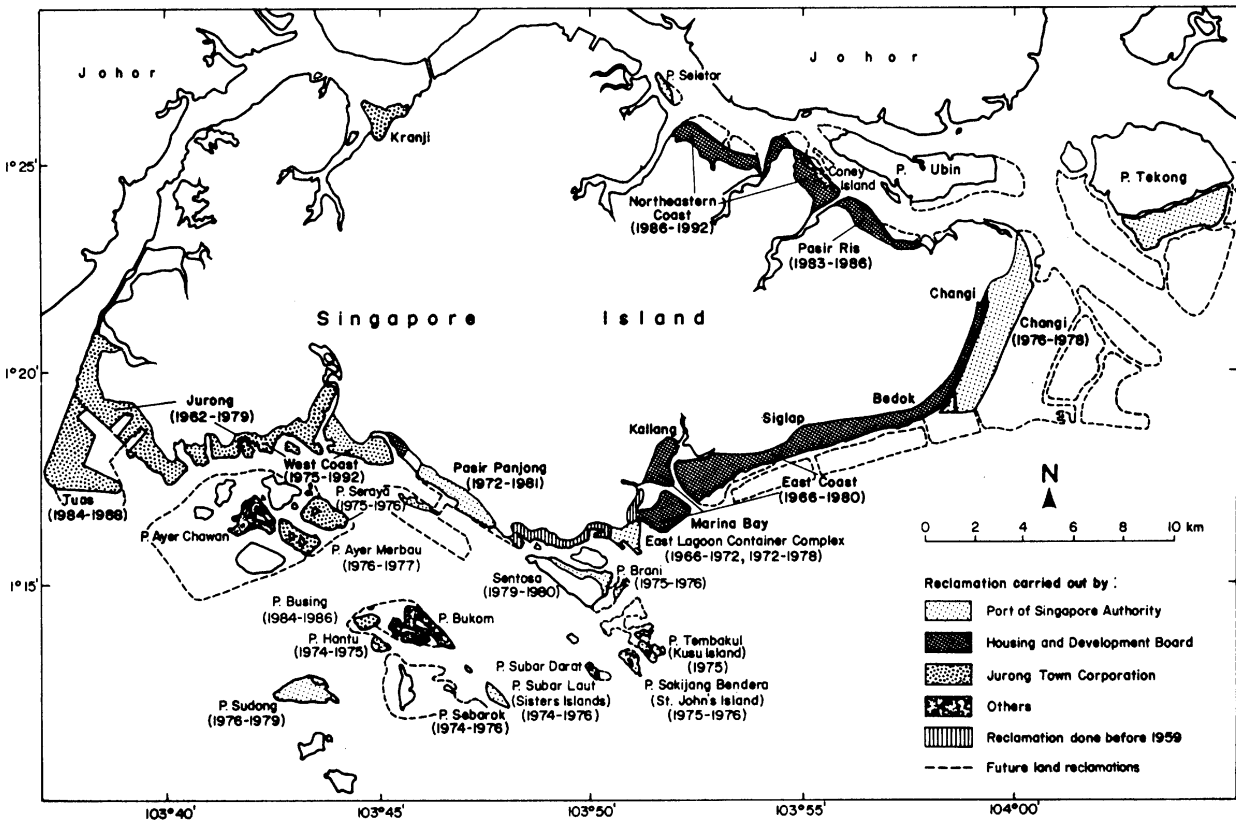 Johor
Johor
P. Seletar
Kranji
1°25'
P. Ubin
Coney
Island
P. Tekong
Northeastern
Coast
(1986-1992)
Pasir Ris
(1983-1986)
Changi
Singapore Island
Changi
(1976-1978)
1°20'
Jurong
(1962-1979)
Bedok
Siglap
Kallang
West Coast
(1975-1992)
Pasir Panjong
(1972-1981)
East Coast
(1966-1980)
Tuas
(1984-1988)
P. Seraya
(1975-1976)
P. Ayer Chawan
Marina Bay
East Lagoon Container Complex
(1966-1972, 1972-1978)
P. Ayer Merbau
(1976-1977)
1°15'
Sentosa
(1979-1980)
P. Brani
(1975-1976)
P. Busing
(1984-1986)
P. Bukom
P. Hantu
(1974-1975)
P. Tembakul
(Kusu Island)
(1975)
P. Subar Darat
P. Subar Laut
(Sisters Islands)
(1974-1976)
P. Sakijang Bendera
(St. John's Island)
(1975-1976)
P. Sudong
(1976-1979)
P. Sebarok
(1974-1976)
N
0 2 4 6 8 10 km
Reclamation carried out by :
Port of Singapore Authority
Housing and Development Board
Jurong Town Corporation
Others
Reclamation done before 1959
Future land reclamations
103°40' 103°45' 103°50' 103°55' 104°00'